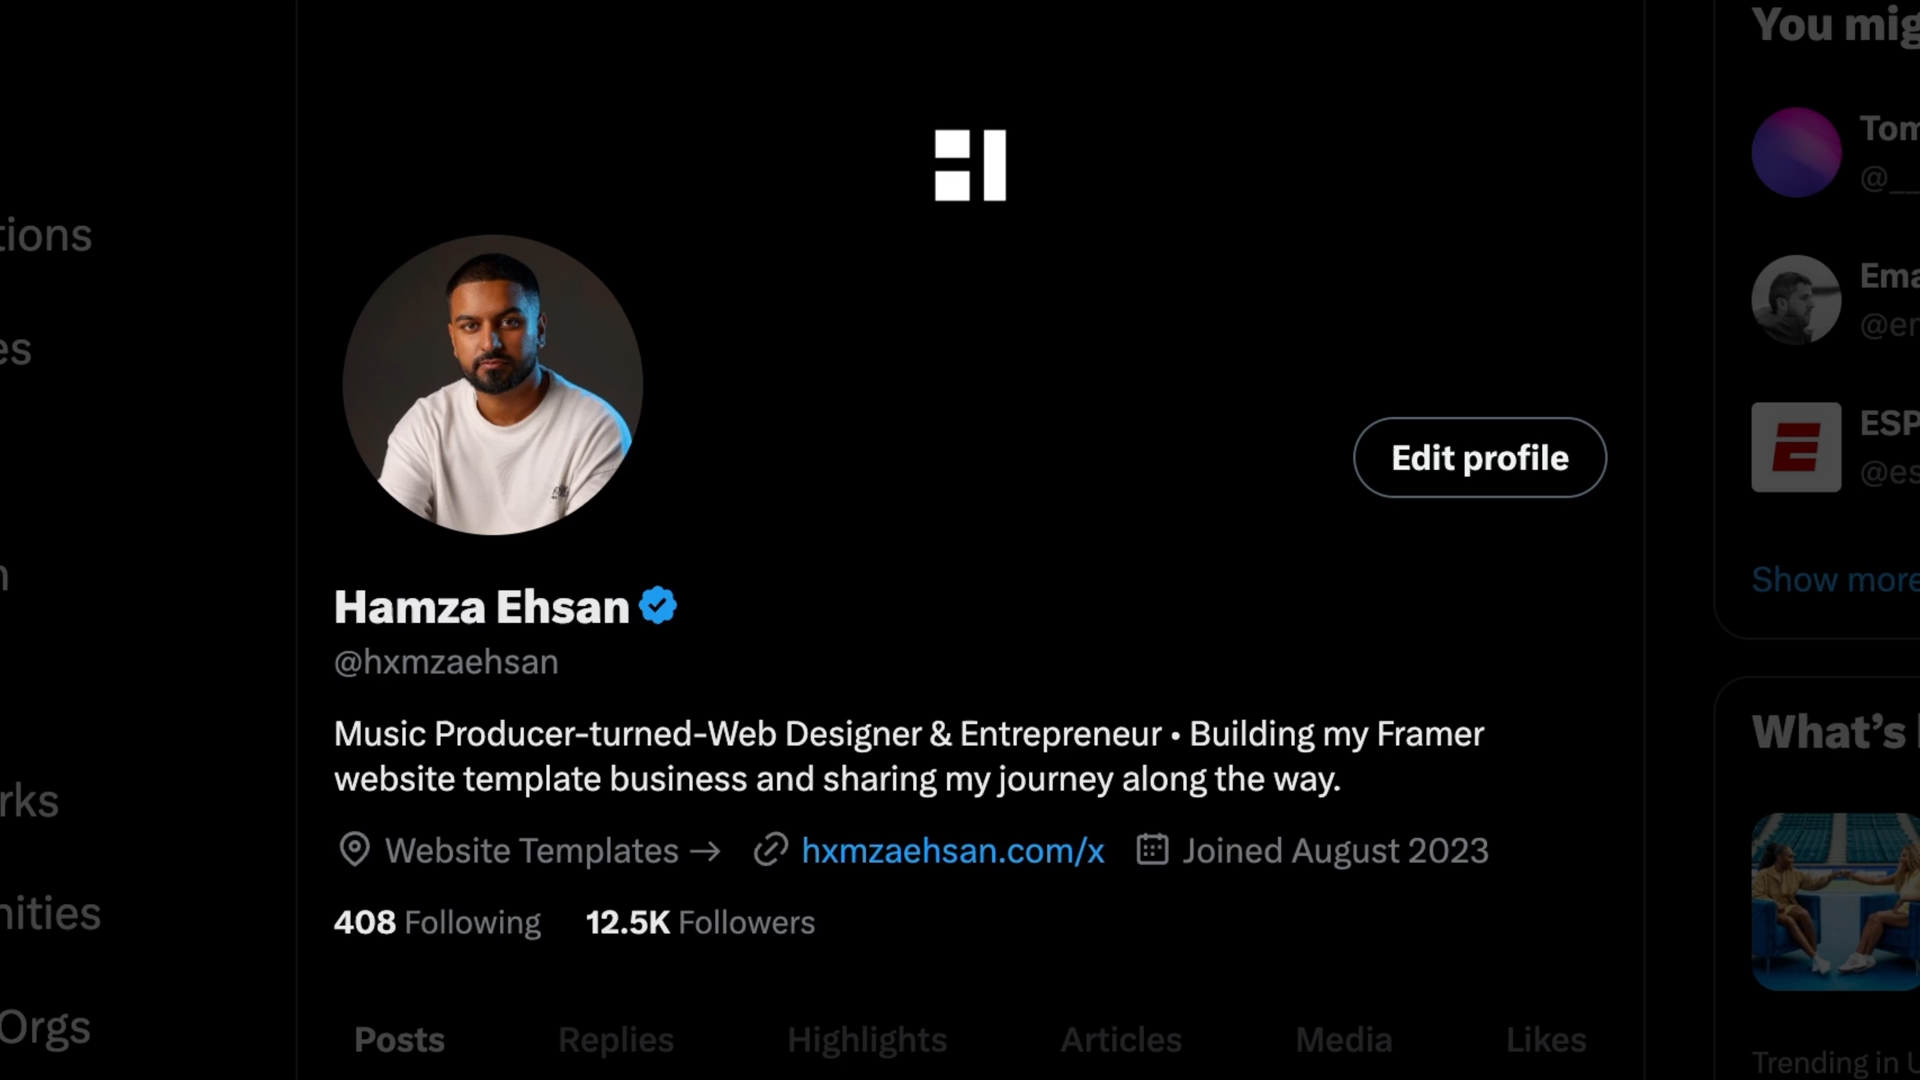 tions
es
n
rks
nities
Orgs
Edit profile
Hamza Ehsan
@hxmzaehsan
Music Producer-turned-Web Designer & Entrepreneur • Building my Framer
website template business and sharing my journey along the way.
Website Templates → hxmzaehsan.com/x Joined August 2023
408 Following 12.5K Followers
Posts Replies Highlights Articles Media Likes
You mig
Tom
@__
Ema
@er
ESP
@es
Show more
What's
Trending in U